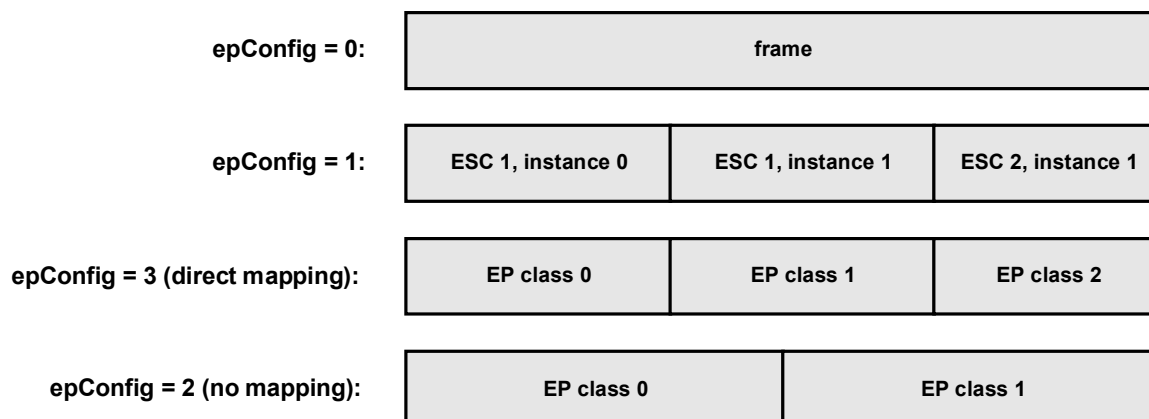 epConfig = 0: frame
epConfig = 1: ESC 1, instance 0 ESC 1, instance 1 ESC 2, instance 1
epConfig = 3 (direct mapping): EP class 0 EP class 1 EP class 2
epConfig = 2 (no mapping): EP class 0 EP class 1